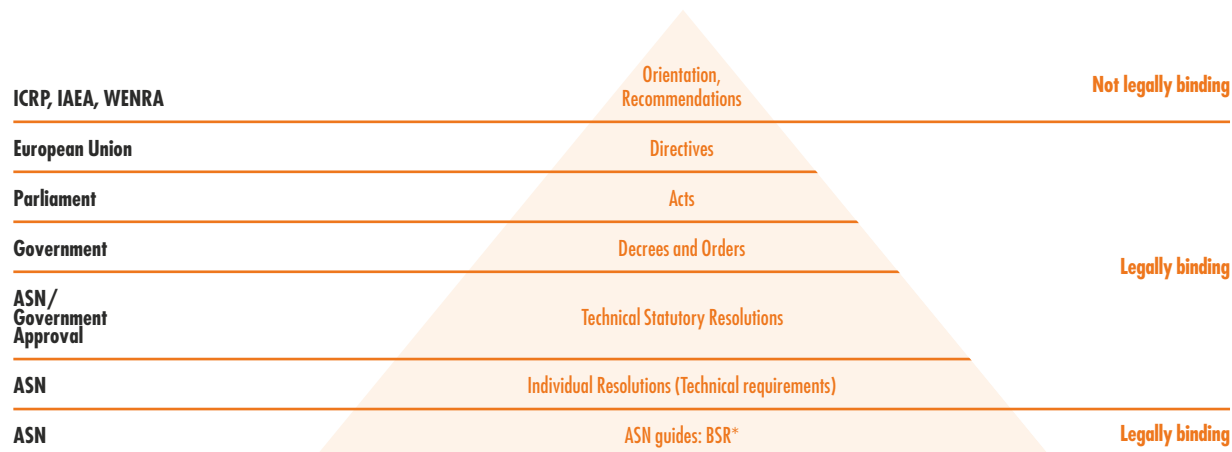 ICRP, IAEA, WENRA
Orientation,
Recommendations
Not legally binding
European Union
Directives
Parliament
Acts
Government
Decrees and Orders
Legally binding
ASN/
Government
Approval
Technical Statutory Resolutions
ASN
Individual Resolutions (Technical requirements)
ASN
ASN guides: BSR*
Legally binding